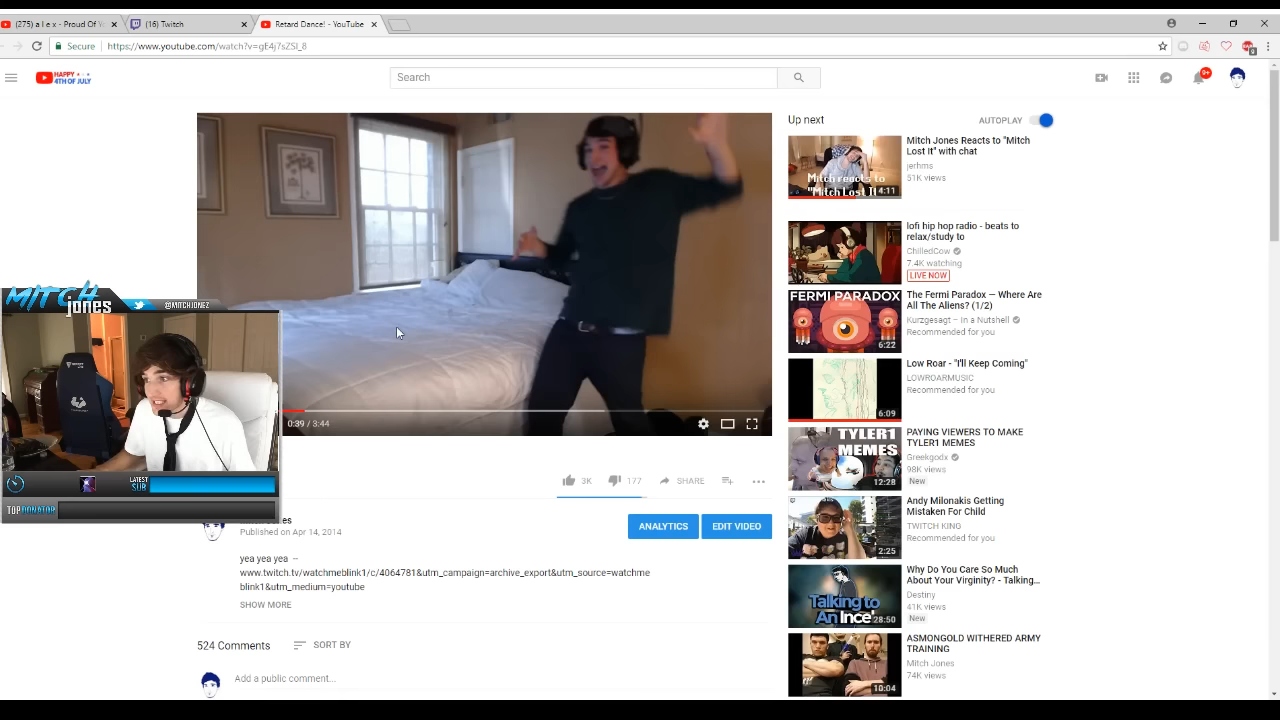 (275) a l e x - Proud Of Y
(16) Twitch
Retard Dance! - YouTube
Secure
https://www.youtube.com/watch?v=gE4j7sZSI_8
HAPPY
4TH OF JULY
Search
9+
Up next
AUTOPLAY
Mitch reacts to
"Mitch Lost It"
4:11
Mitch Jones Reacts to "Mitch
Lost It" with chat
jerhms
51K views
lofi hip hop radio - beats to
relax/study to
ChilledCow
7.4K watching
LIVE NOW
FERMI PARADOX
6:22
The Fermi Paradox — Where Are
All The Aliens? (1/2)
Kurzgesagt – In a Nutshell
Recommended for you
6:09
Low Roar - "I'll Keep Coming"
LOWROARMUSIC
Recommended for you
TYLER1
MEMES
12:28
PAYING VIEWERS TO MAKE
TYLER1 MEMES
Greekgodx
98K views
New
2:25
Andy Milonakis Getting
Mistaken For Child
TWITCH KING
Recommended for you
Talking to
An Ince'
28:50
Why Do You Care So Much
About Your Virginity? - Talking...
Destiny
41K views
New
10:04
ASMONGOLD WITHERED ARMY
TRAINING
Mitch Jones
74K views
MITCH
JONES
@MITCHJONEZ
LATEST
SUB
TOP DONATOR
0:39 / 3:44
3K
177
SHARE
Published on Apr 14, 2014
ANALYTICS
EDIT VIDEO
yea yea yea --
www.twitch.tv/watchmeblink1/c/4064781&utm_campaign=archive_export&utm_source=watchme
blink1&utm_medium=youtube
SHOW MORE
524 Comments
SORT BY
Add a public comment...